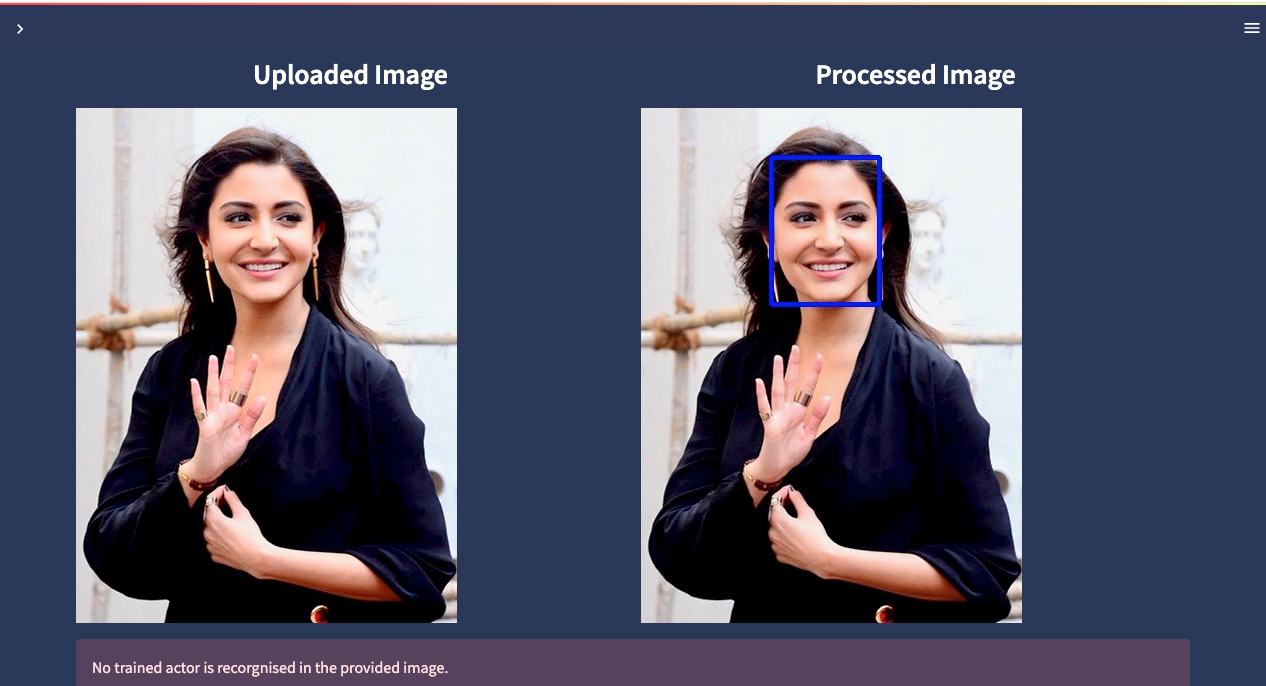 Uploaded Image
Processed Image
No trained actor is recorgnised in the provided image.